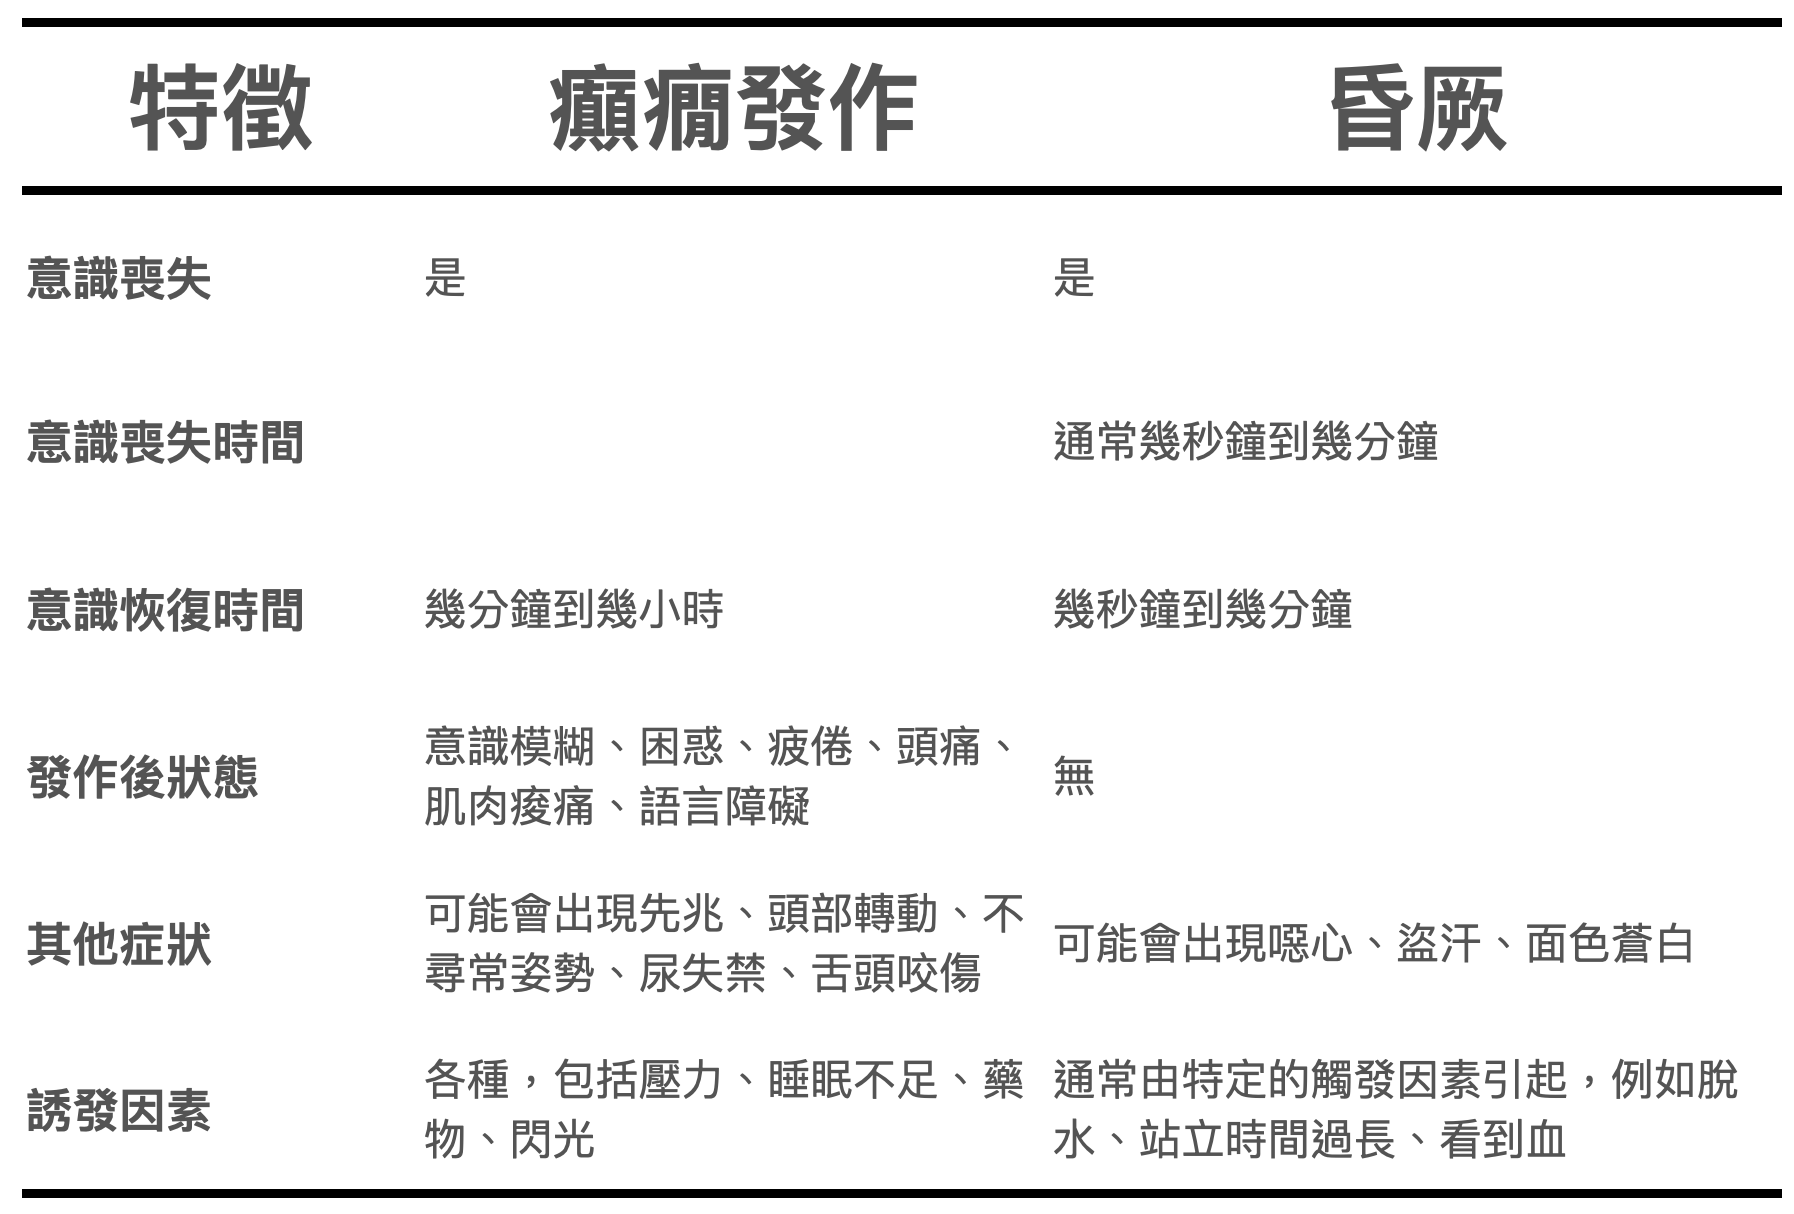 特徵 癲癇發作 昏厥
意識喪失 是 是
意識喪失時間 通常幾秒鐘到幾分鐘
意識恢復時間 幾分鐘到幾小時 幾秒鐘到幾分鐘
發作後狀態 意識模糊、困惑、疲倦、頭痛、
肌肉痠痛、語言障礙 無
其他症狀 可能會出現先兆、頭部轉動、不
尋常姿勢、尿失禁、舌頭咬傷 可能會出現噁心、盜汗、面色蒼白
誘發因素 各種，包括壓力、睡眠不足、藥
物、閃光 通常由特定的觸發因素引起，例如脫
水、站立時間過長、看到血